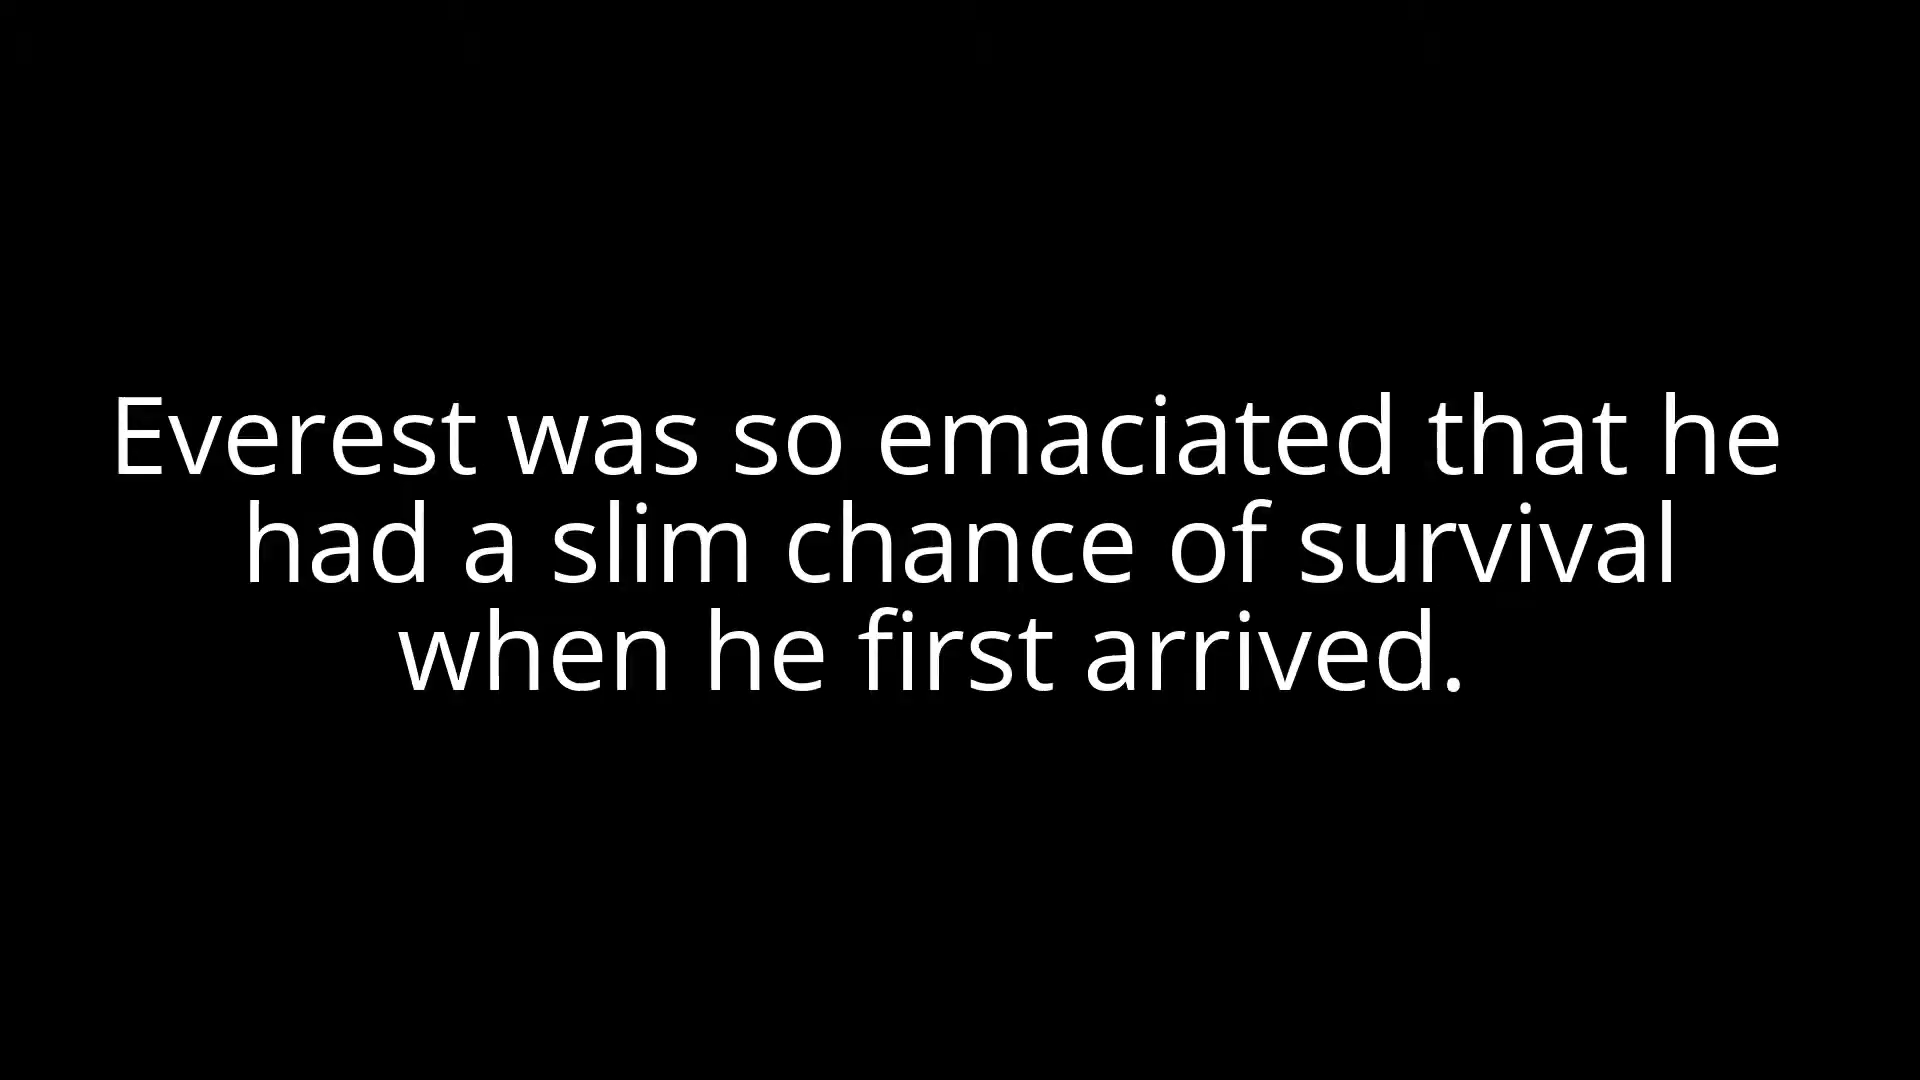 Everest was so emaciated that he
had a slim chance of survival
when he first arrived.